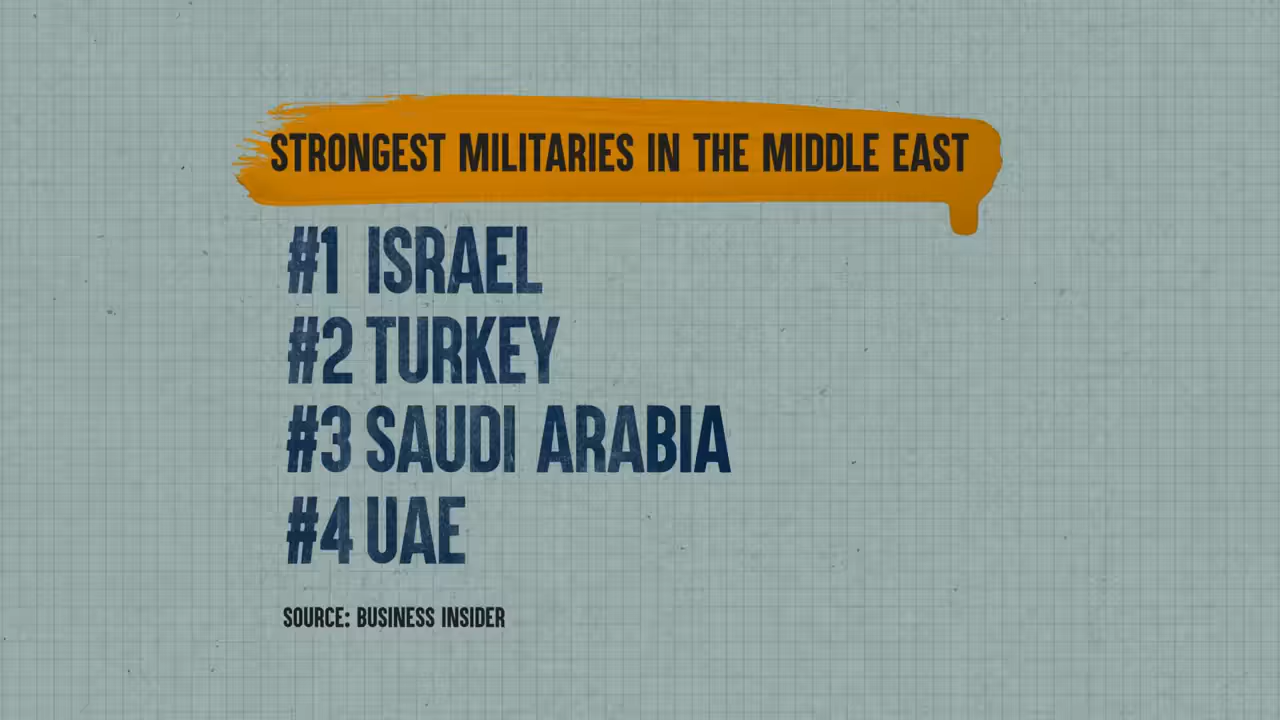 STRONGEST MILITARIES IN THE MIDDLE EAST
#1 ISRAEL
#2 TURKEY
#3 SAUDI ARABIA
#4 UAE
SOURCE: BUSINESS INSIDER